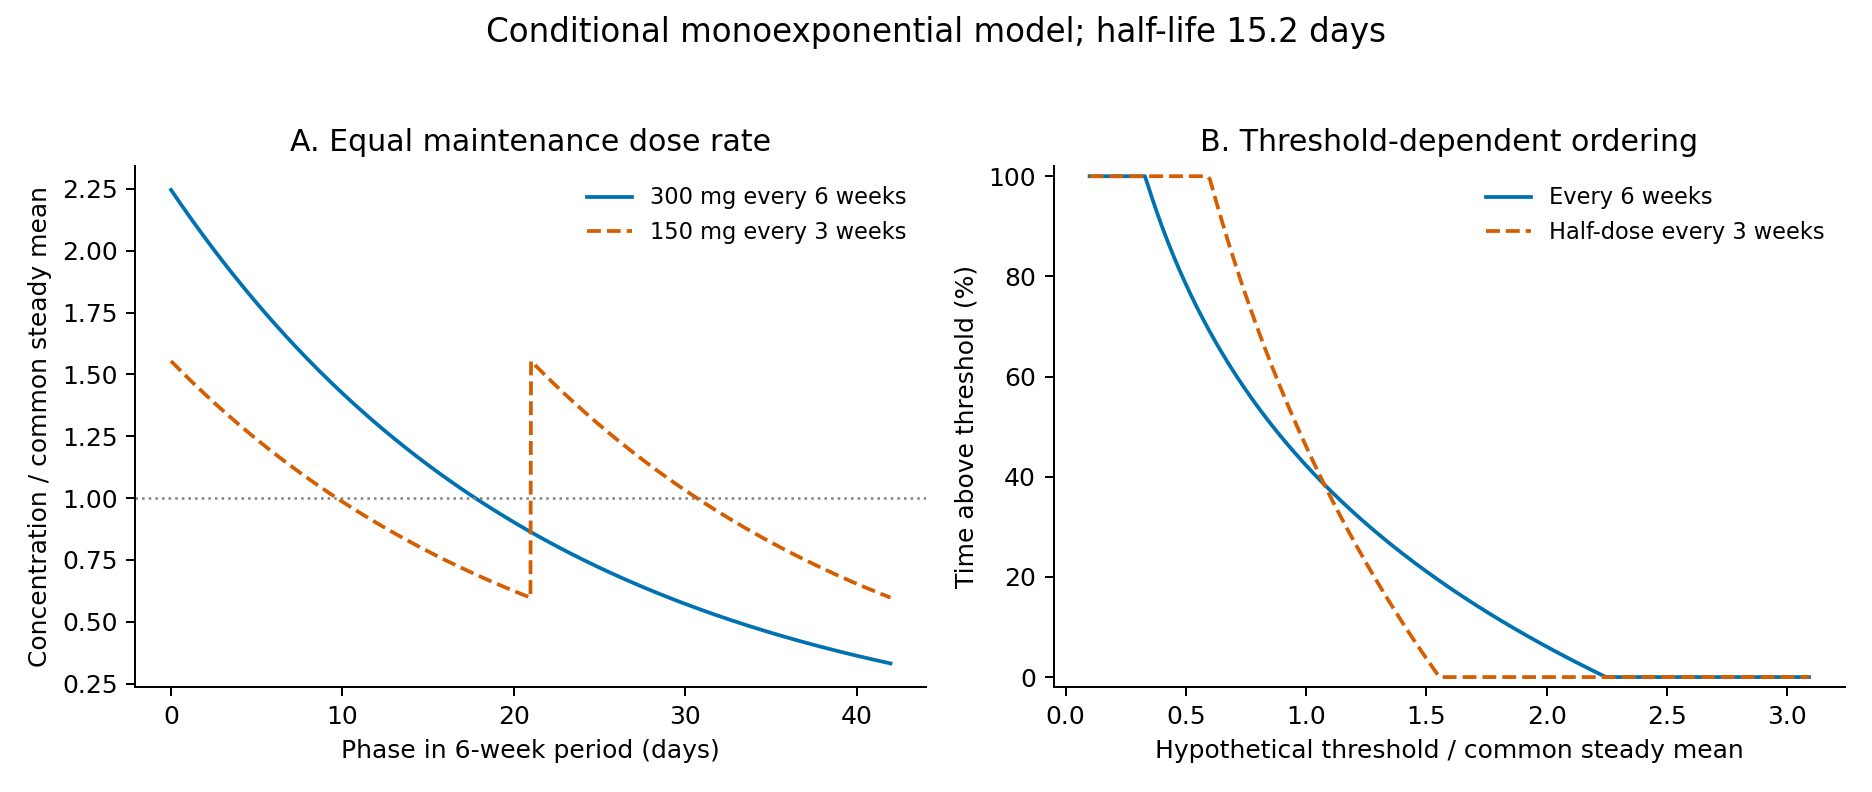 Conditional monoexponential model; half-life 15.2 days
A. Equal maintenance dose rate
Concentration / common steady mean
2.25
2.00
1.75
1.50
1.25
1.00
0.75
0.50
0.25
300 mg every 6 weeks
150 mg every 3 weeks
0 10 20 30 40
Phase in 6-week period (days)
B. Threshold-dependent ordering
Time above threshold (%)
100
80
60
40
20
0
Every 6 weeks
Half-dose every 3 weeks
0.0 0.5 1.0 1.5 2.0 2.5 3.0
Hypothetical threshold / common steady mean